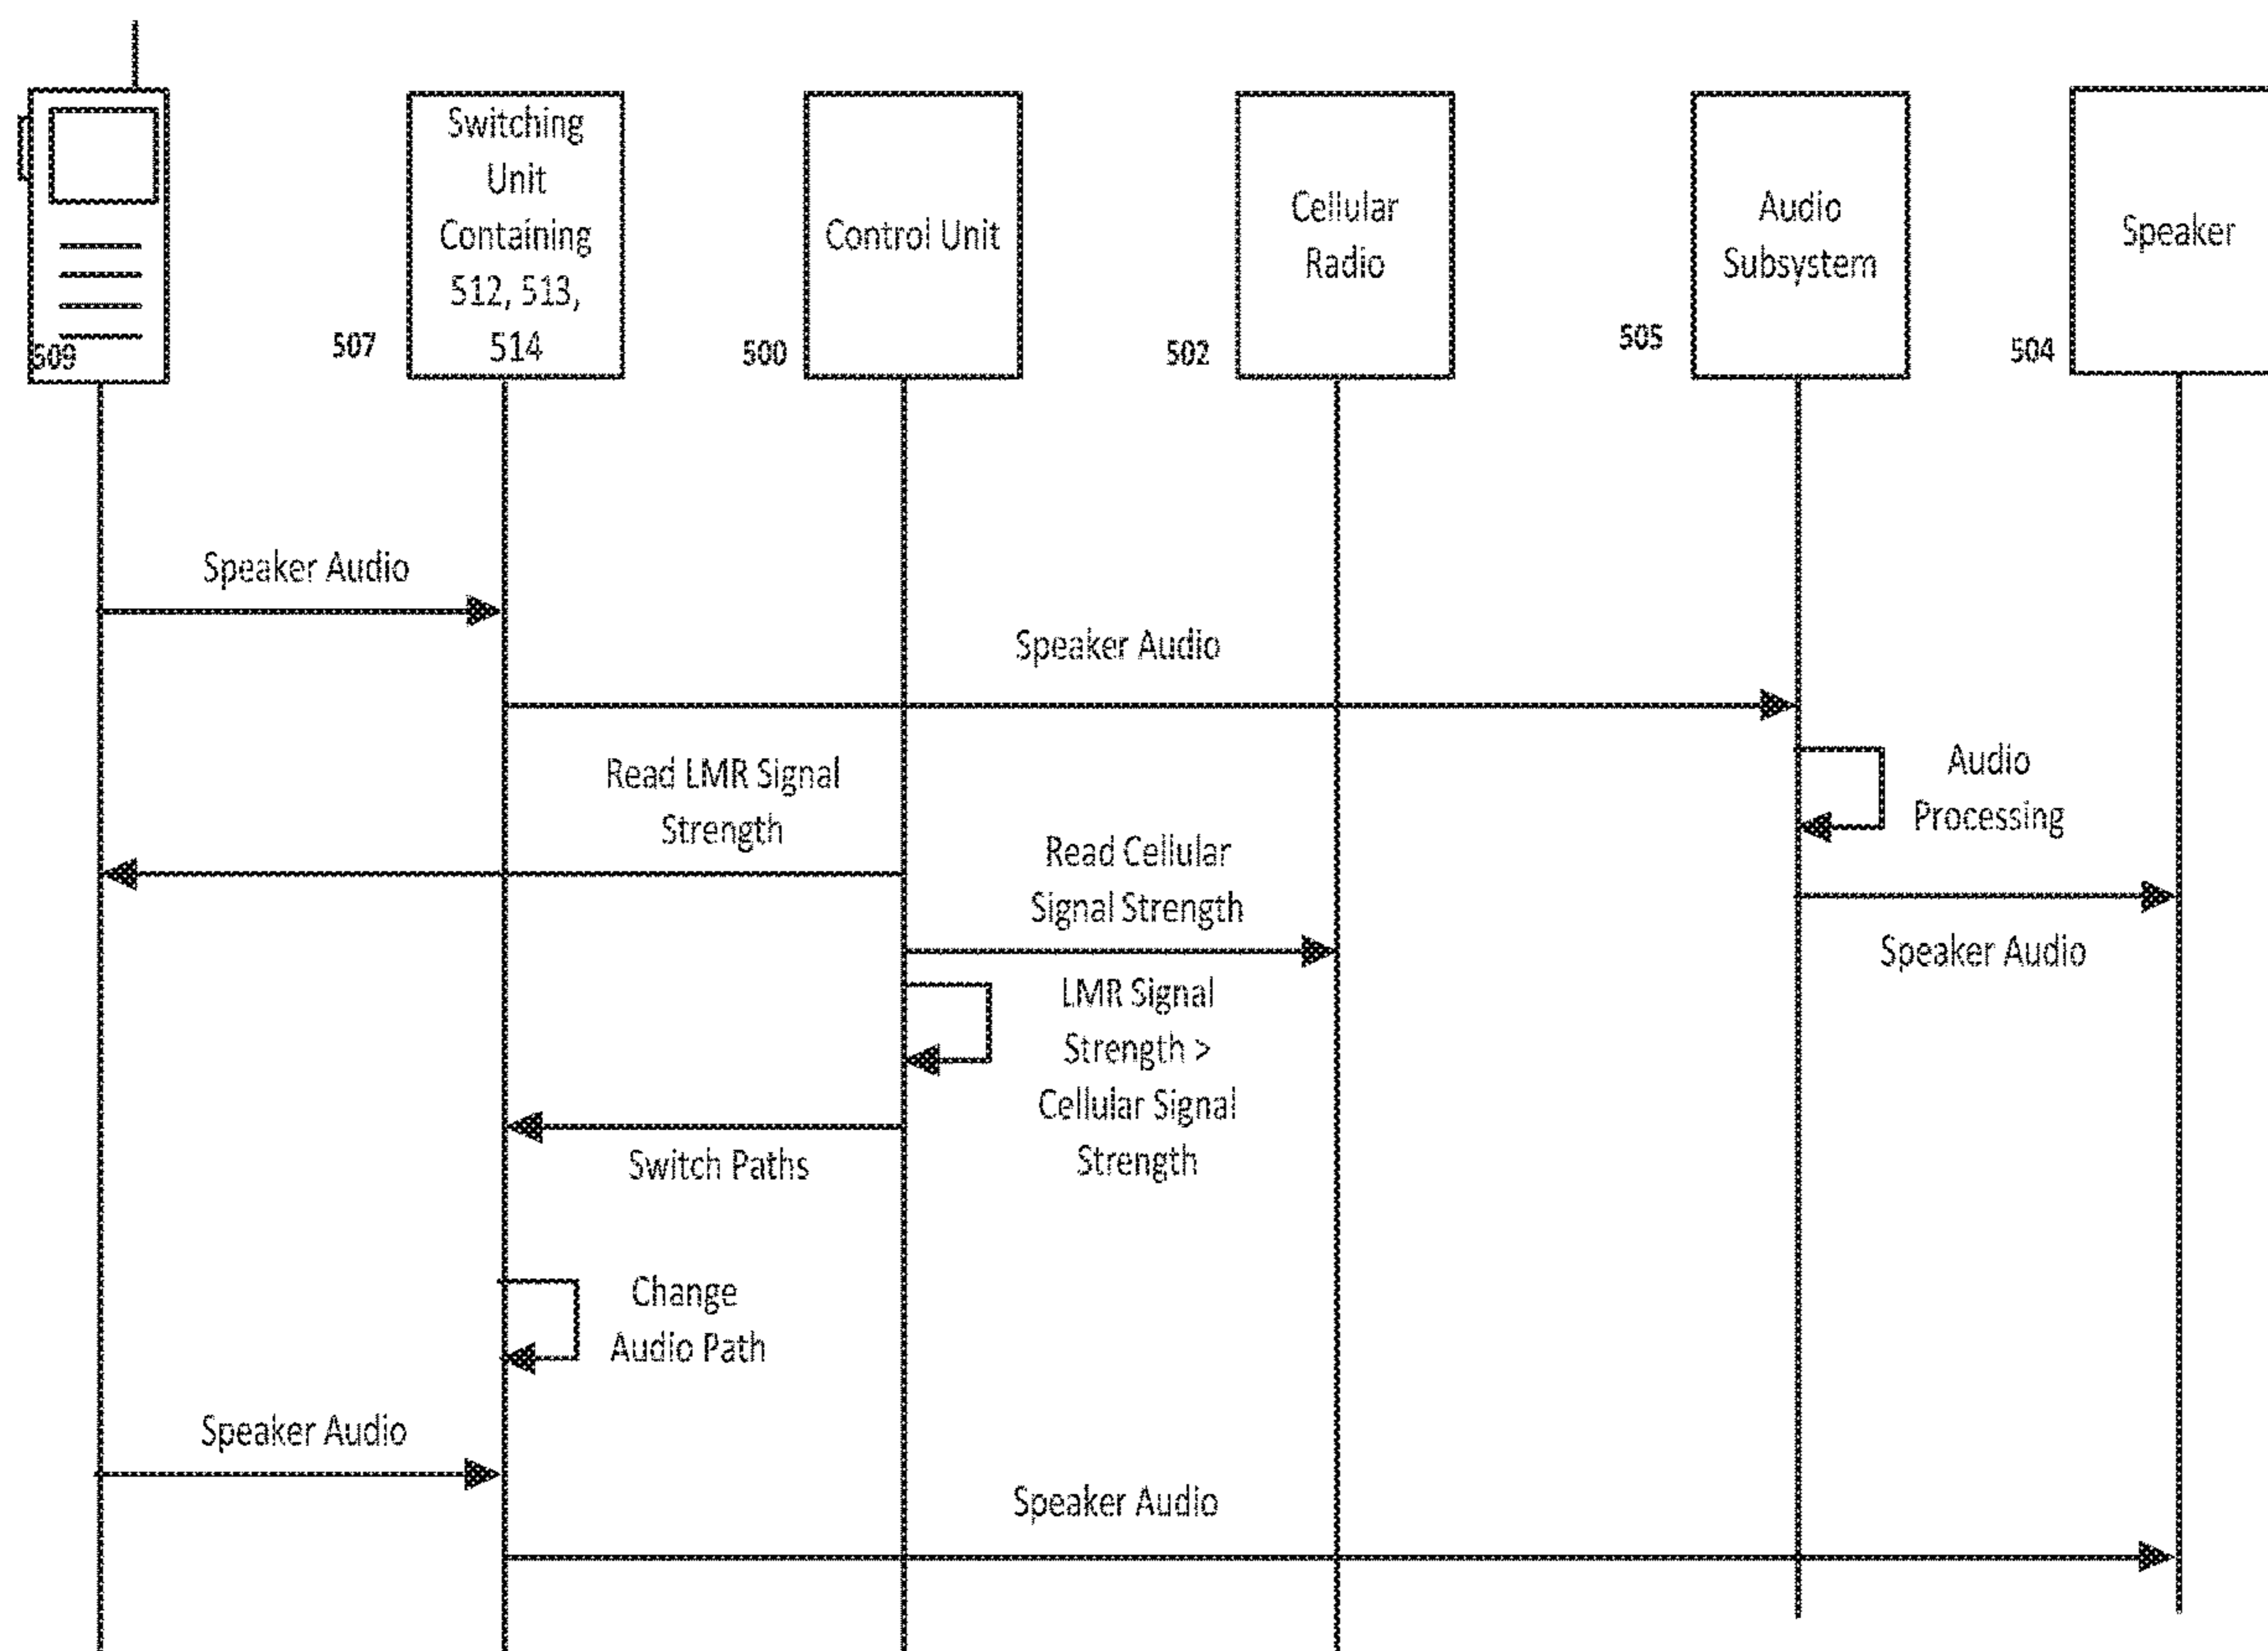 Switching
Unit
Containing
512, 513,
514
Control Unit
Cellular
Radio
Audio
Subsystem
Speaker
509
507
500
502
505
504
Speaker Audio
Speaker Audio
Read LMR Signal
Strength
Audio
Processing
Read Cellular
Signal Strength
Speaker Audio
LMR Signal
Strength >
Cellular Signal
Strength
Switch Paths
Change
Audio Path
Speaker Audio
Speaker Audio